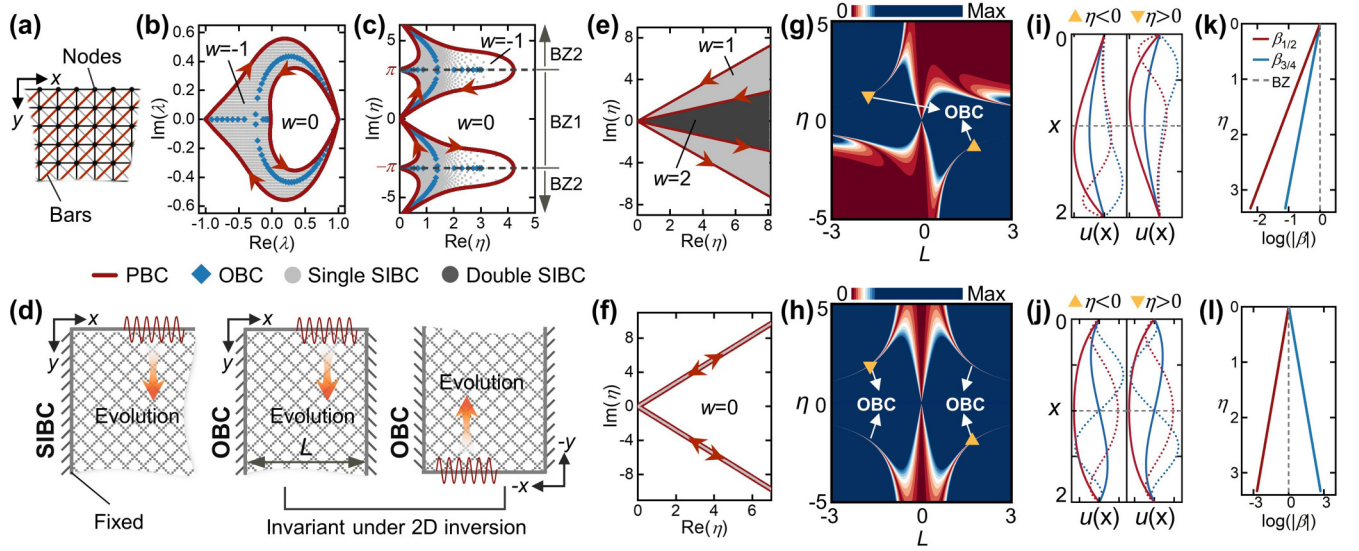 (a)
x
Nodes
y
Bars
(b)
0.6
0.4
0.2
0.0
-0.2
-0.4
-0.6
Im(λ)
w=-1
w=0
-1.0 -0.5 0.0 0.5 1.0
Re(λ)
(c)
5
π
0
-π
-5
Im(η)
w=-1
w=0
BZ2
BZ1
BZ2
0 1 2 3 4 5
Re(η)
PBC OBC Single SIBC Double SIBC
(d)
SIBC
x
y
Evolution
Fixed
OBC
x
y
Evolution
L
OBC
Evolution
-y
-x
Invariant under 2D inversion
(e)
8
4
0
-4
-8
Im(η)
w=1
w=2
0 2 4 6 8
Re(η)
(f)
8
4
0
-4
-8
Im(η)
w=0
0 2 4 6
Re(η)
(g)
0 Max
5
η 0
-5
OBC
-3 0 3
L
(h)
0 Max
5
η 0
-5
OBC OBC
-3 0 3
L
(i)
η<0 η>0
0
x
2
u(x) u(x)
(j)
η<0 η>0
0
x
2
u(x) u(x)
(k)
0
1
2
3
η
β1/2
β3/4
BZ
-2 -1 0
log(|β|)
(l)
0
1
2
3
η
-3 0 3
log(|β|)